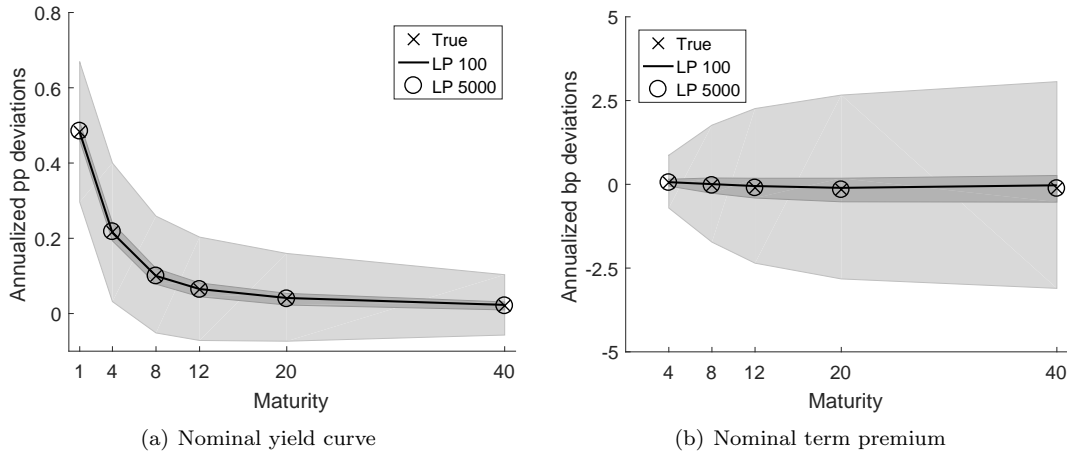 0.8
0.6
0.4
0.2
0
Annualized pp deviations
1
4
8
12
20
40
Maturity
True
LP 100
LP 5000
(a) Nominal yield curve
5
2.5
0
-2.5
-5
Annualized bp deviations
4
8
12
20
40
Maturity
True
LP 100
LP 5000
(b) Nominal term premium